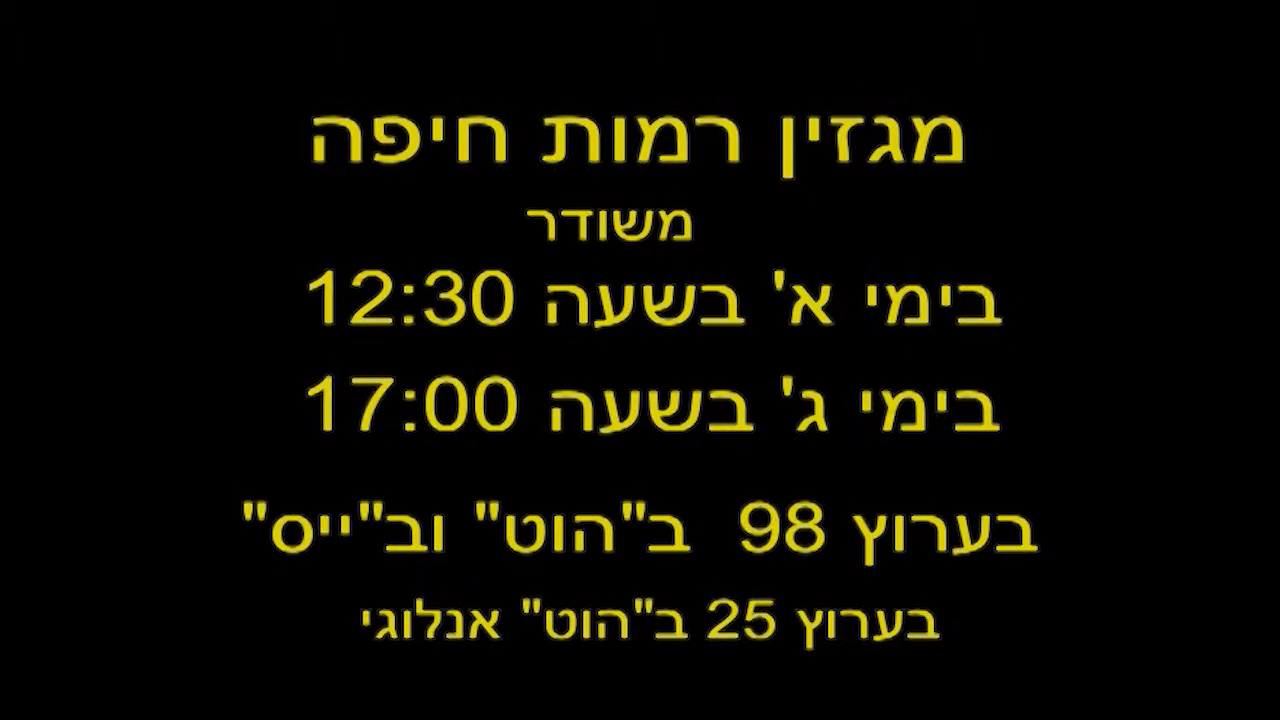 מגזין רמות חיפה
משודר
בימי א' בשעה 12:30
בימי ג' בשעה 17:00
בערוץ 98 ב"הוט" וב"ייס"
בערוץ 25 ב"הוט" אנלוגי